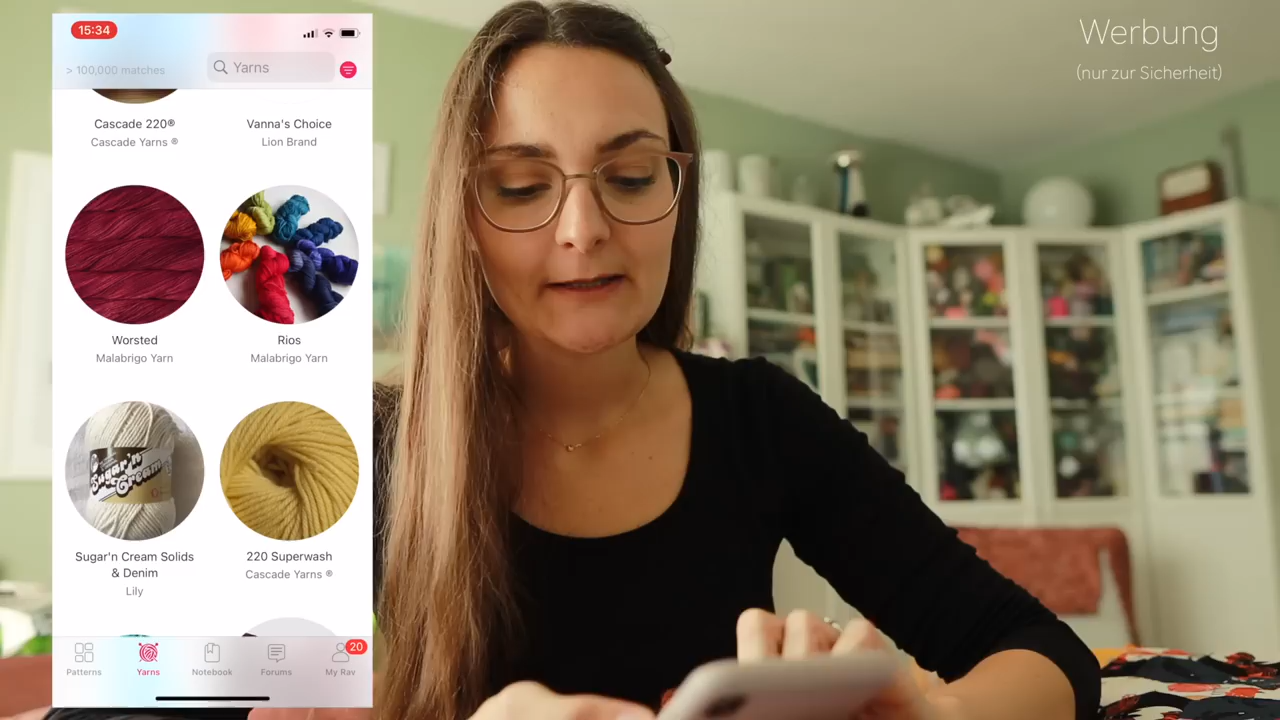 15:34
> 100,000 matches
Yarns
Cascade 220®
Cascade Yarns ®
Vanna's Choice
Lion Brand
Worsted
Malabrigo Yarn
Rios
Malabrigo Yarn
Sugar'n Cream
Sugar'n Cream Solids
& Denim
Lily
220 Superwash
Cascade Yarns ®
Patterns
Yarns
Notebook
Forums
20
My Rav
Werbung
(nur zur Sicherheit)